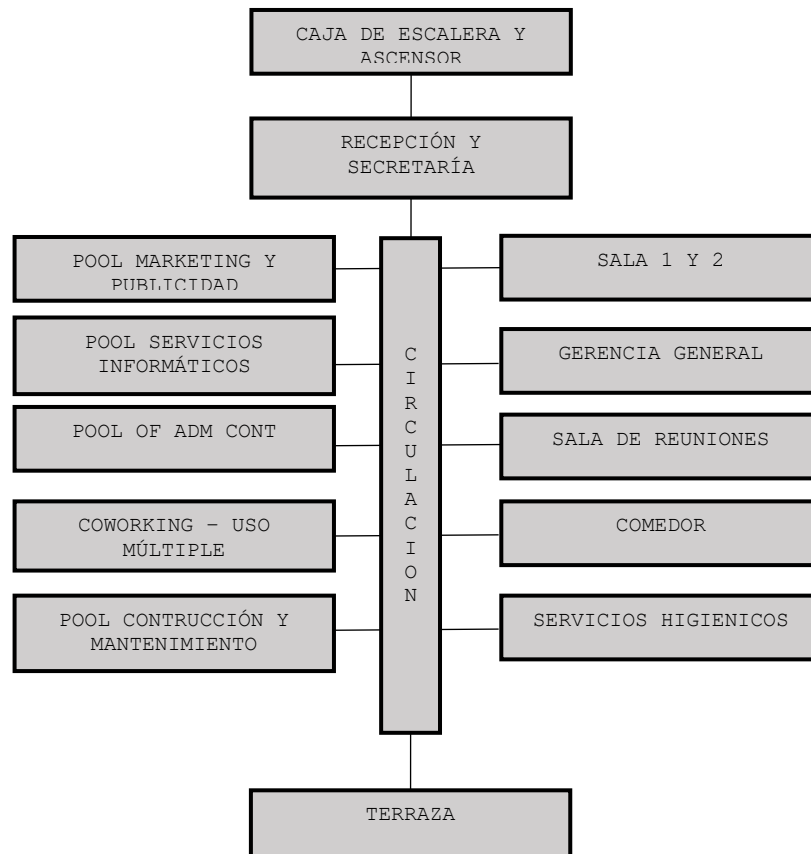 CAJA DE ESCALERA Y
ASCENSOR
RECEPCIÓN Y
SECRETARÍA
POOL MARKETING Y
PUBLICIDAD
POOL SERVICIOS
INFORMÁTICOS
POOL OF ADM CONT
COWORKING – USO
MÚLTIPLE
POOL CONTRUCCIÓN Y
MANTENIMIENTO
CIRCULACION
SALA 1 Y 2
GERENCIA GENERAL
SALA DE REUNIONES
COMEDOR
SERVICIOS HIGIENICOS
TERRAZA